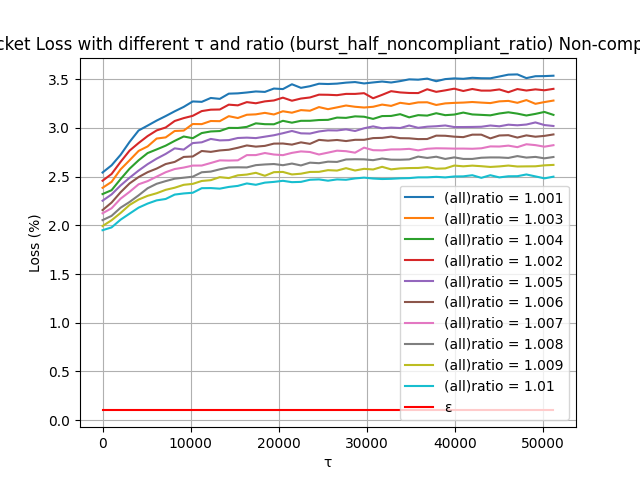 cket Loss with different τ and ratio (burst_half_noncompliant_ratio) Non-comp
Loss (%)
3.5
3.0
2.5
2.0
1.5
1.0
0.5
0.0
(all)ratio = 1.001
(all)ratio = 1.003
(all)ratio = 1.004
(all)ratio = 1.002
(all)ratio = 1.005
(all)ratio = 1.006
(all)ratio = 1.007
(all)ratio = 1.008
(all)ratio = 1.009
(all)ratio = 1.01
ε
0 10000 20000 30000 40000 50000
τ